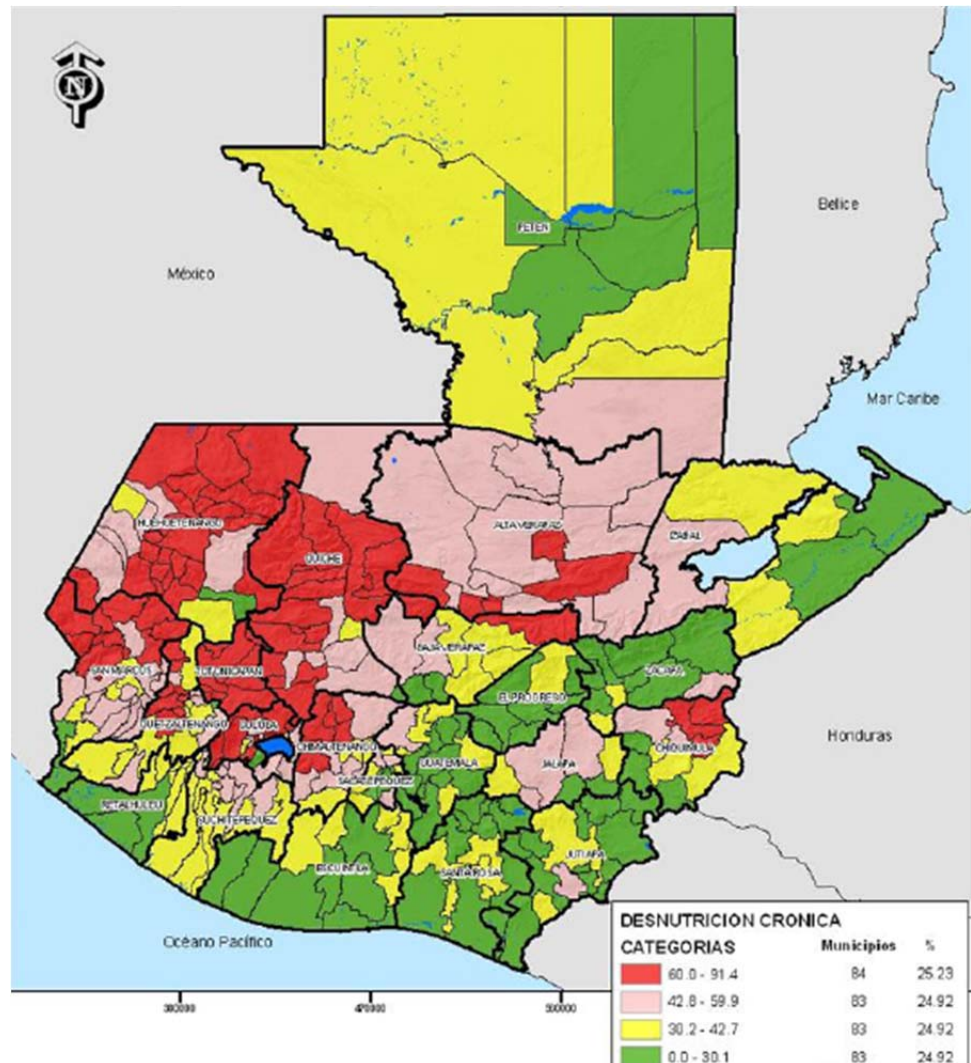 N
Belice
PETEN
México
Mar Caribe
HUEHUETENANGO
ALTA VERAPAZ
IZABAL
QUICHE
BAJA VERAPAZ
SAN MARCOS
TOTONICAPAN
ZACAPA
EL PROGRESO
QUETZALTENANGO
SOLOLA
CHIMALTENANGO
Honduras
CHIQUIMULA
GUATEMALA
JALAPA
SACATEPEQUEZ
RETALHULEU
SUCHITEPEQUEZ
JUTIAPA
ESCUINTLA
SANTA ROSA
Océano Pacífico
DESNUTRICION CRONICA
CATEGORIAS Municipios %
60.0 - 91.4 84 25.23
42.8 - 59.9 83 24.92
30.2 - 42.7 83 24.92
0.0 - 30.1 83 24.92